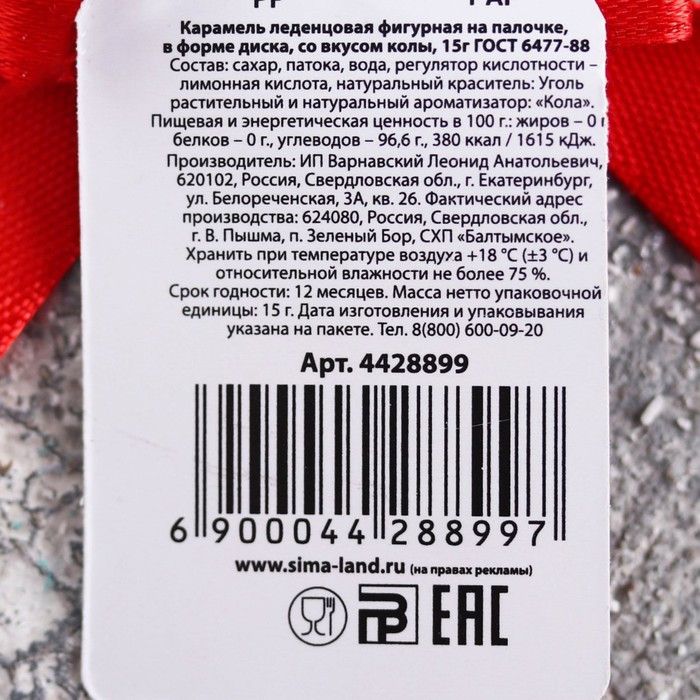 Карамель леденцовая фигурная на палочке,
в форме диска, со вкусом колы, 15г ГОСТ 6477-88
Состав: сахар, патока, вода, регулятор кислотности –
лимонная кислота, натуральный краситель: Уголь
растительный и натуральный ароматизатор: «Кола».
Пищевая и энергетическая ценность в 100 г.: жиров – 0
белков – 0 г., углеводов – 96,6 г., 380 ккал / 1615 кДж.
Производитель: ИП Варнавский Леонид Анатольевич,
620102, Россия, Свердловская обл., г. Екатеринбург,
ул. Белореченская, 3А, кв. 26. Фактический адрес
производства: 624080, Россия, Свердловская обл.,
г. В. Пышма, п. Зеленый Бор, СХП «Балтымское».
Хранить при температуре воздуха +18 °С (±3 °С) и
относительной влажности не более 75 %.
Срок годности: 12 месяцев. Масса нетто упаковочной
единицы: 15 г. Дата изготовления и упаковывания
указана на пакете. Тел. 8(800) 600-09-20
Арт. 4428899
6 900044 288997
www.sima-land.ru (на правах рекламы)
ЕАС